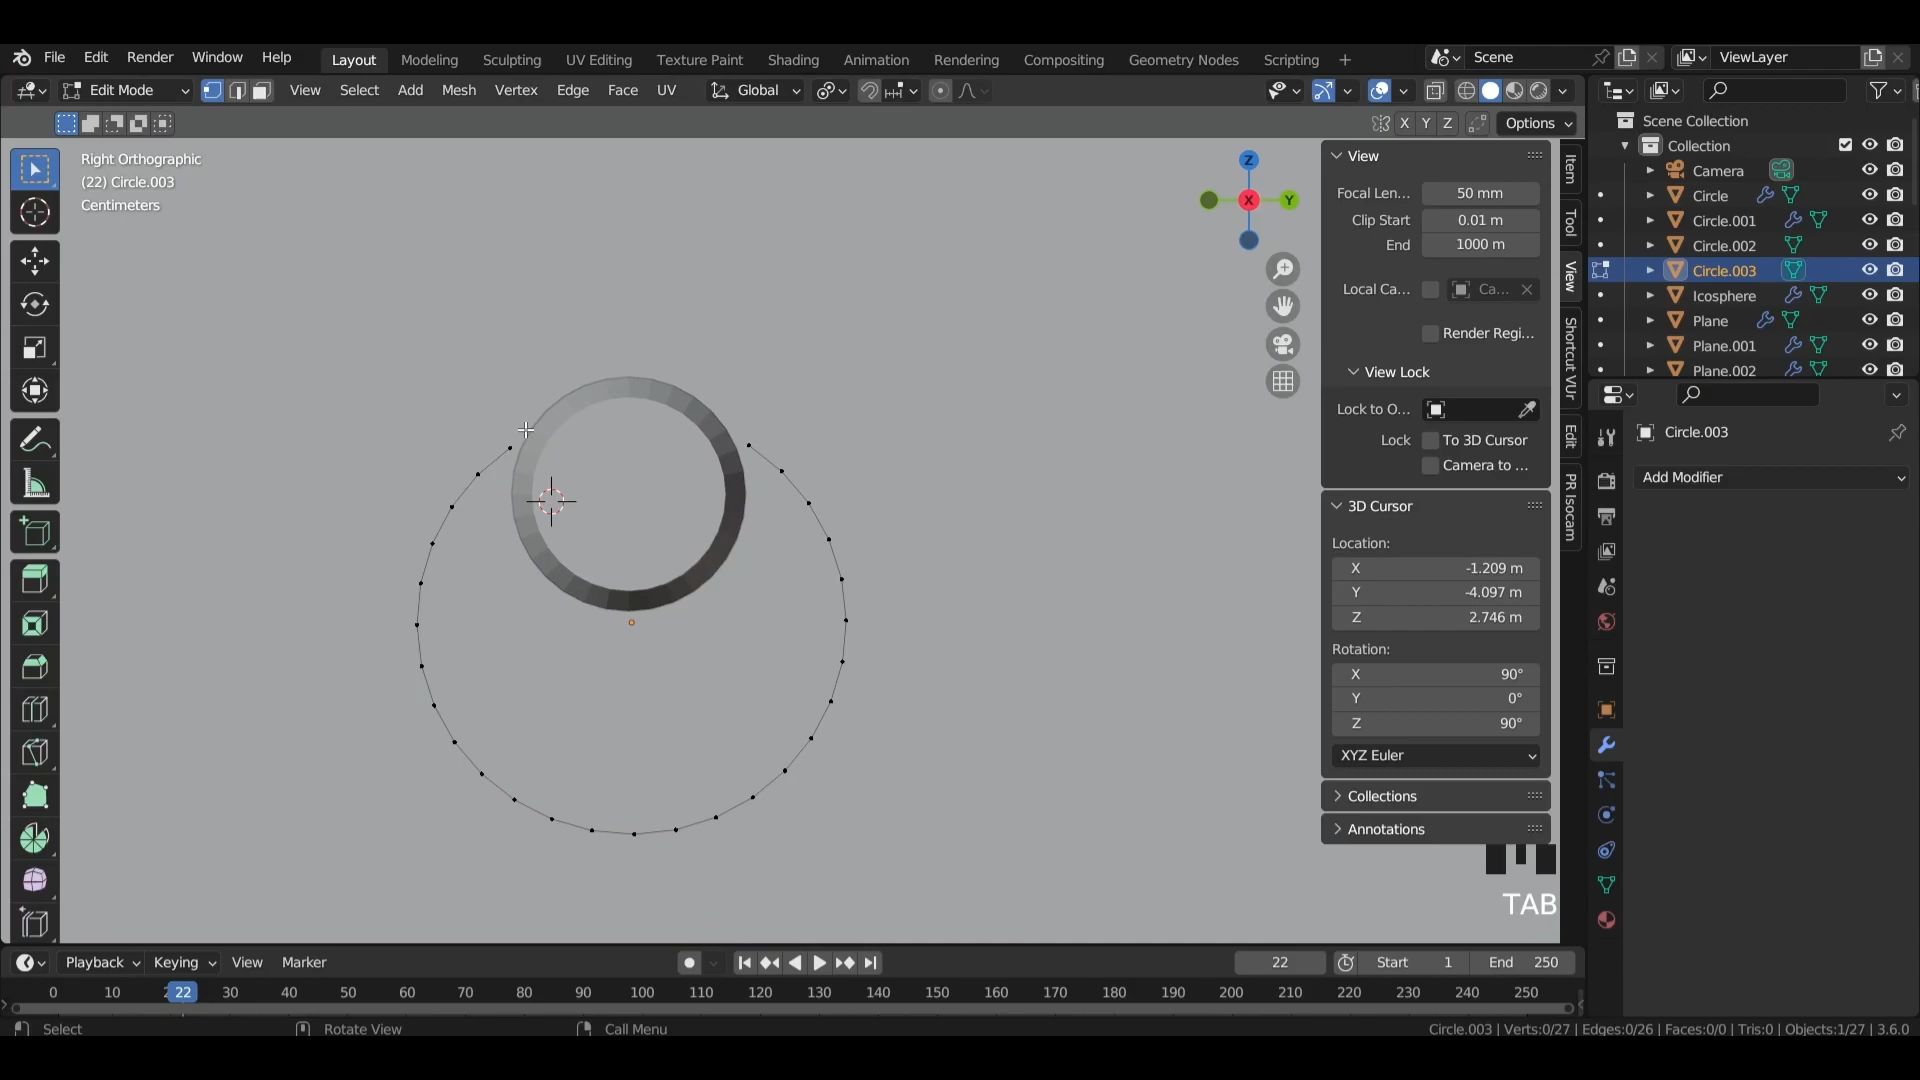 File Edit Render Window Help Layout Modeling Sculpting UV Editing Texture Paint Shading Animation Rendering Compositing Geometry Nodes Scripting + Scene ViewLayer
Edit Mode View Select Add Mesh Vertex Edge Face UV Global
X Y Z Options
Right Orthographic
(22) Circle.003
Centimeters
Z
X
Y
View
Focal Len... 50 mm
Clip Start 0.01 m
End 1000 m
Local Ca... Ca...
Render Regi...
View Lock
Lock to O...
Lock To 3D Cursor
Camera to ...
3D Cursor
Location:
X -1.209 m
Y -4.097 m
Z 2.746 m
Rotation:
X 90°
Y 0°
Z 90°
XYZ Euler
Collections
Annotations
Item
Tool
View
Shortcut VUr
Edit
PR Isocam
TAB
Scene Collection
Collection
Camera
Circle
Circle.001
Circle.002
Circle.003
Icosphere
Plane
Plane.001
Plane.002
Circle.003
Add Modifier
Playback Keying View Marker 22 Start 1 End 250
0 10 22 30 40 50 60 70 80 90 100 110 120 130 140 150 160 170 180 190 200 210 220 230 240 250
Select Rotate View Call Menu Circle.003 | Verts:0/27 | Edges:0/26 | Faces:0/0 | Tris:0 | Objects:1/27 | 3.6.0